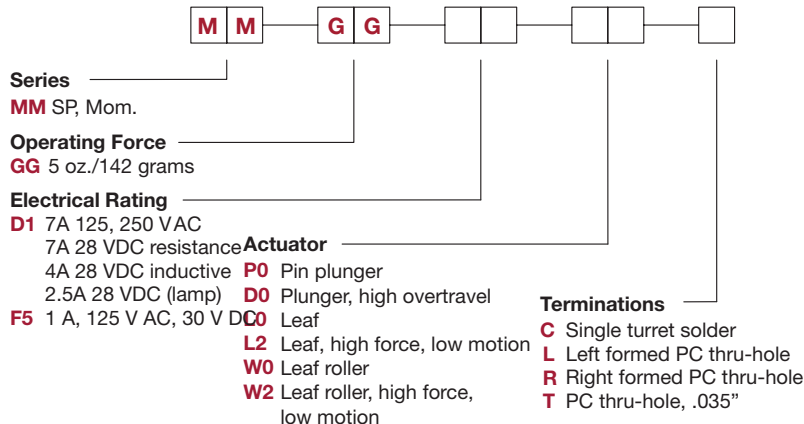 M M G G
Series
MM SP, Mom.
Operating Force
GG 5 oz./142 grams
Electrical Rating
D1 7A 125, 250 VAC
7A 28 VDC resistance
4A 28 VDC inductive
2.5A 28 VDC (lamp)
F5 1 A, 125 V AC, 30 V DC
Actuator
P0 Pin plunger
D0 Plunger, high overtravel
L0 Leaf
L2 Leaf, high force, low motion
W0 Leaf roller
W2 Leaf roller, high force,
low motion
Terminations
C Single turret solder
L Left formed PC thru-hole
R Right formed PC thru-hole
T PC thru-hole, .035”